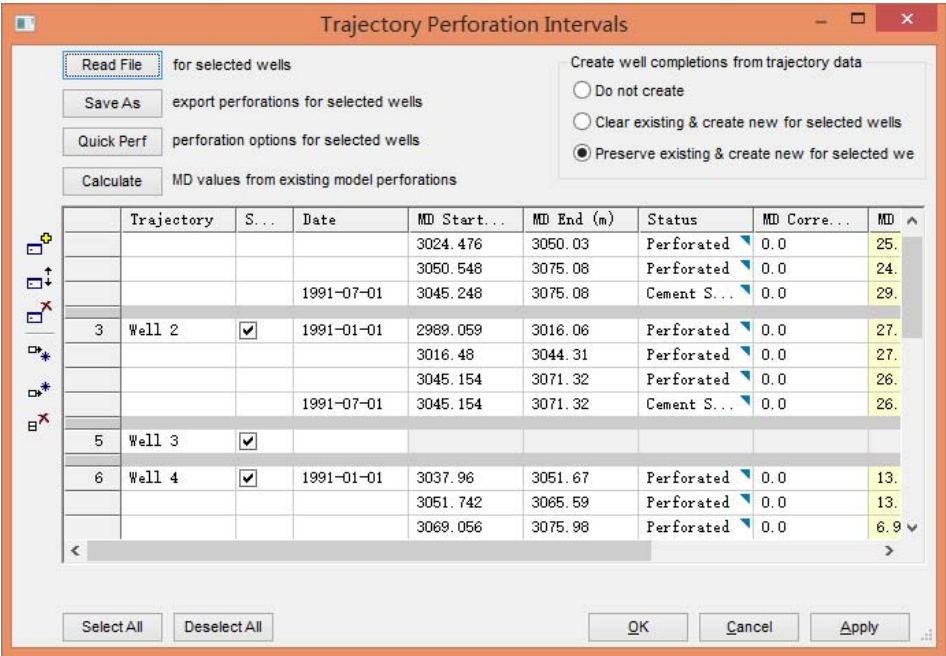 Trajectory Perforation Intervals
Read File for selected wells
Save As export perforations for selected wells
Quick Perf perforation options for selected wells
Calculate MD values from existing model perforations
Create well completions from trajectory data
Do not create
Clear existing & create new for selected wells
Preserve existing & create new for selected we
Trajectory S... Date MD Start... MD End (m) Status MD Corre... MD
3024.476 3050.03 Perforated 0.0 25.
3050.548 3075.08 Perforated 0.0 24.
1991-07-01 3045.248 3075.08 Cement S... 0.0 29.
3 Well 2 1991-01-01 2989.059 3016.06 Perforated 0.0 27.
3016.48 3044.31 Perforated 0.0 27.
3045.154 3071.32 Perforated 0.0 26.
1991-07-01 3045.154 3071.32 Cement S... 0.0 26.
5 Well 3
6 Well 4 1991-01-01 3037.96 3051.67 Perforated 0.0 13.
3051.742 3065.59 Perforated 0.0 13.
3069.056 3075.98 Perforated 0.0 6.9
Select All Deselect All OK Cancel Apply